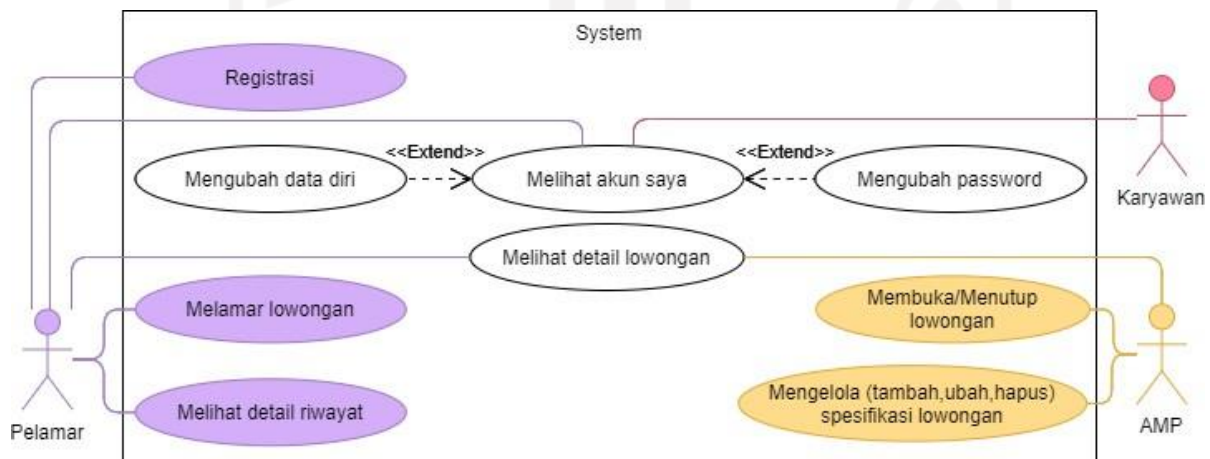 System
Registrasi
<<Extend>>
<<Extend>>
Mengubah data diri
Melihat akun saya
Mengubah password
Karyawan
Melihat detail lowongan
Melamar lowongan
Membuka/Menutup
lowongan
Melihat detail riwayat
Mengelola (tambah,ubah,hapus)
spesifikasi lowongan
Pelamar
AMP